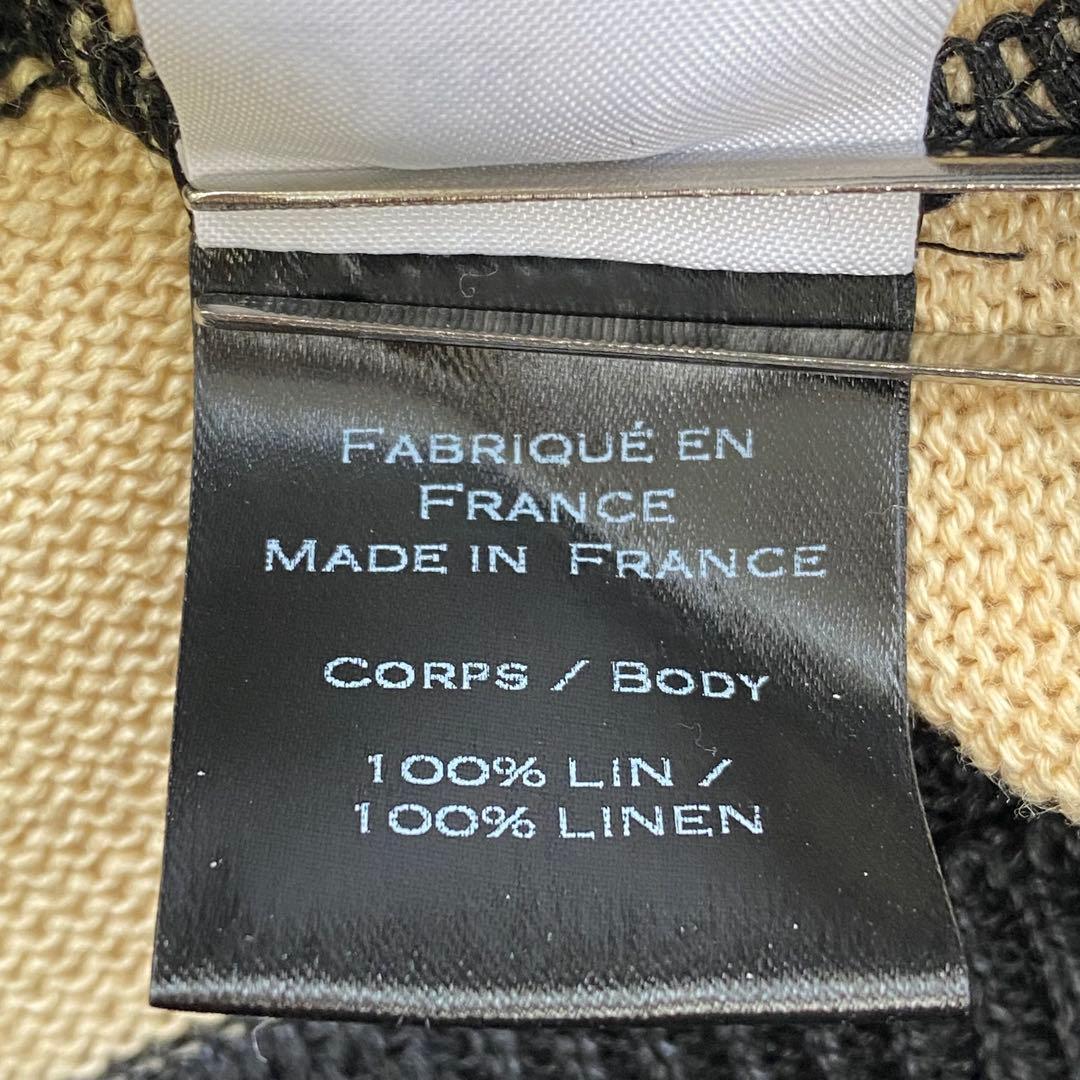 FABRIQUÉ EN
FRANCE
MADE IN FRANCE
CORPS / BODY
100% LIN /
100% LINEN